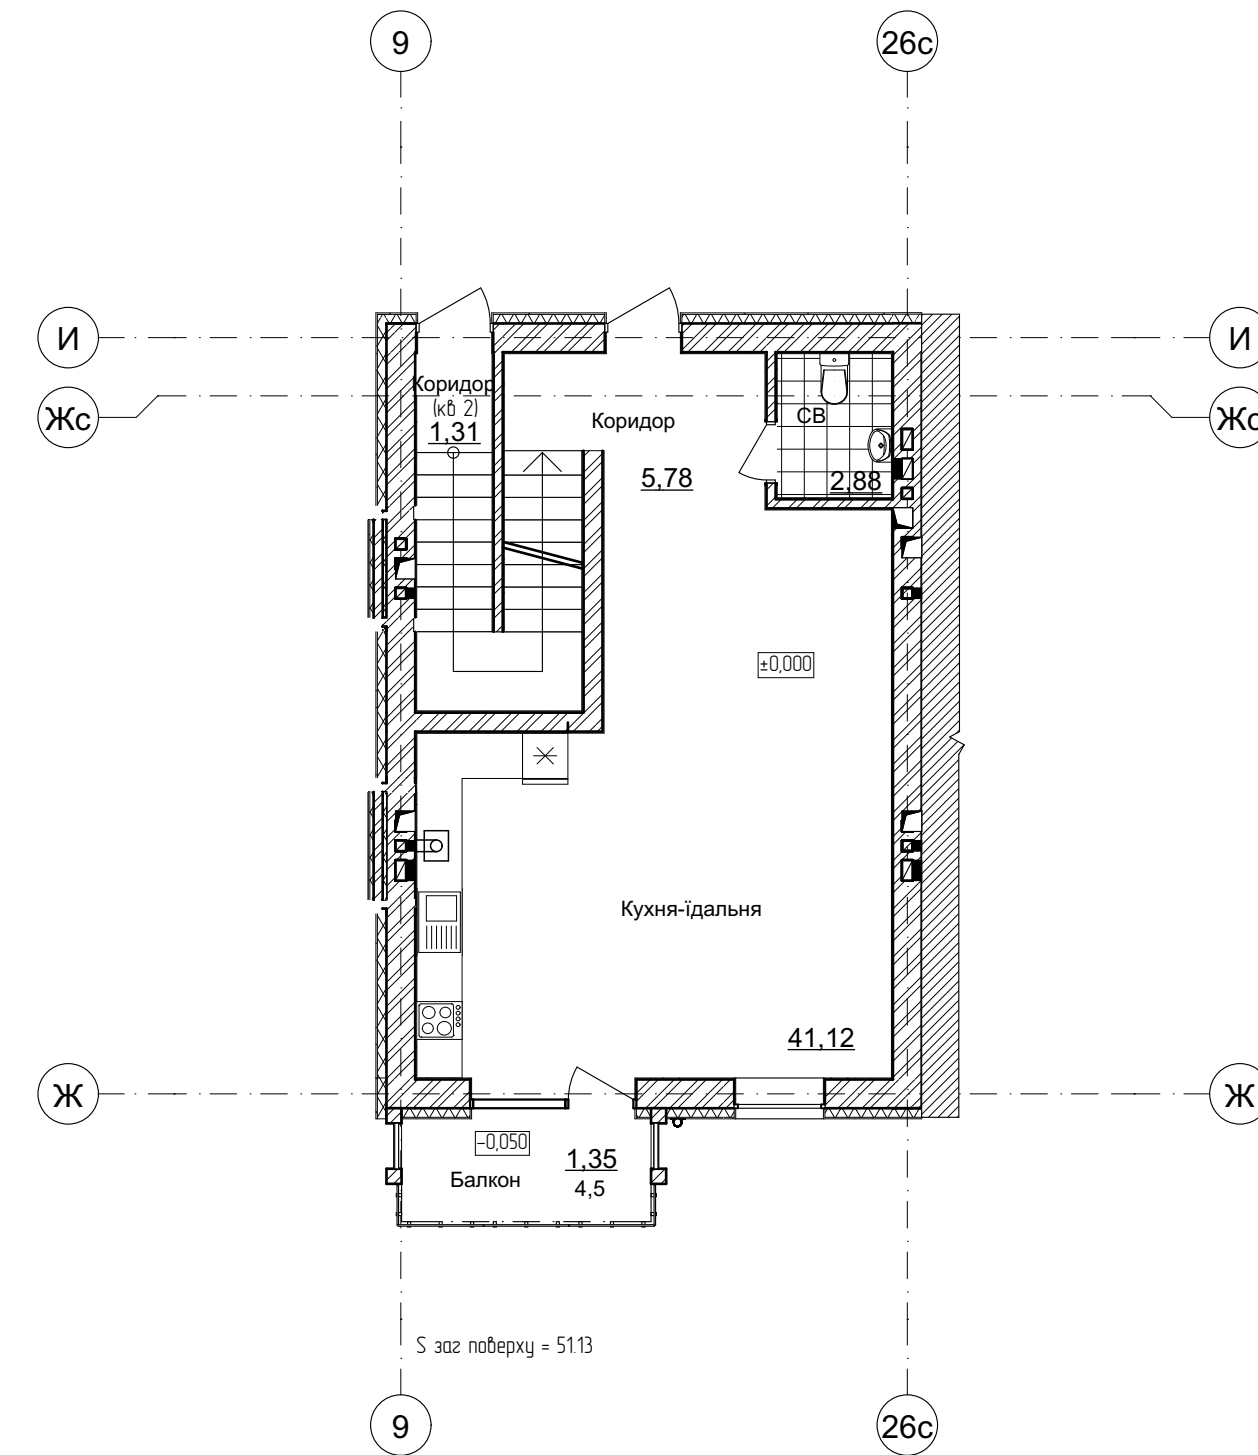 9
26с
И
И
Жс
Жс
Коридор
(кв 2)
1,31
Коридор
5,78
СВ
2,88
±0,000
Кухня-їдальня
41,12
Ж
Ж
-0,050
Балкон
1,35
4,5
S заг поверху = 51.13
9
26с